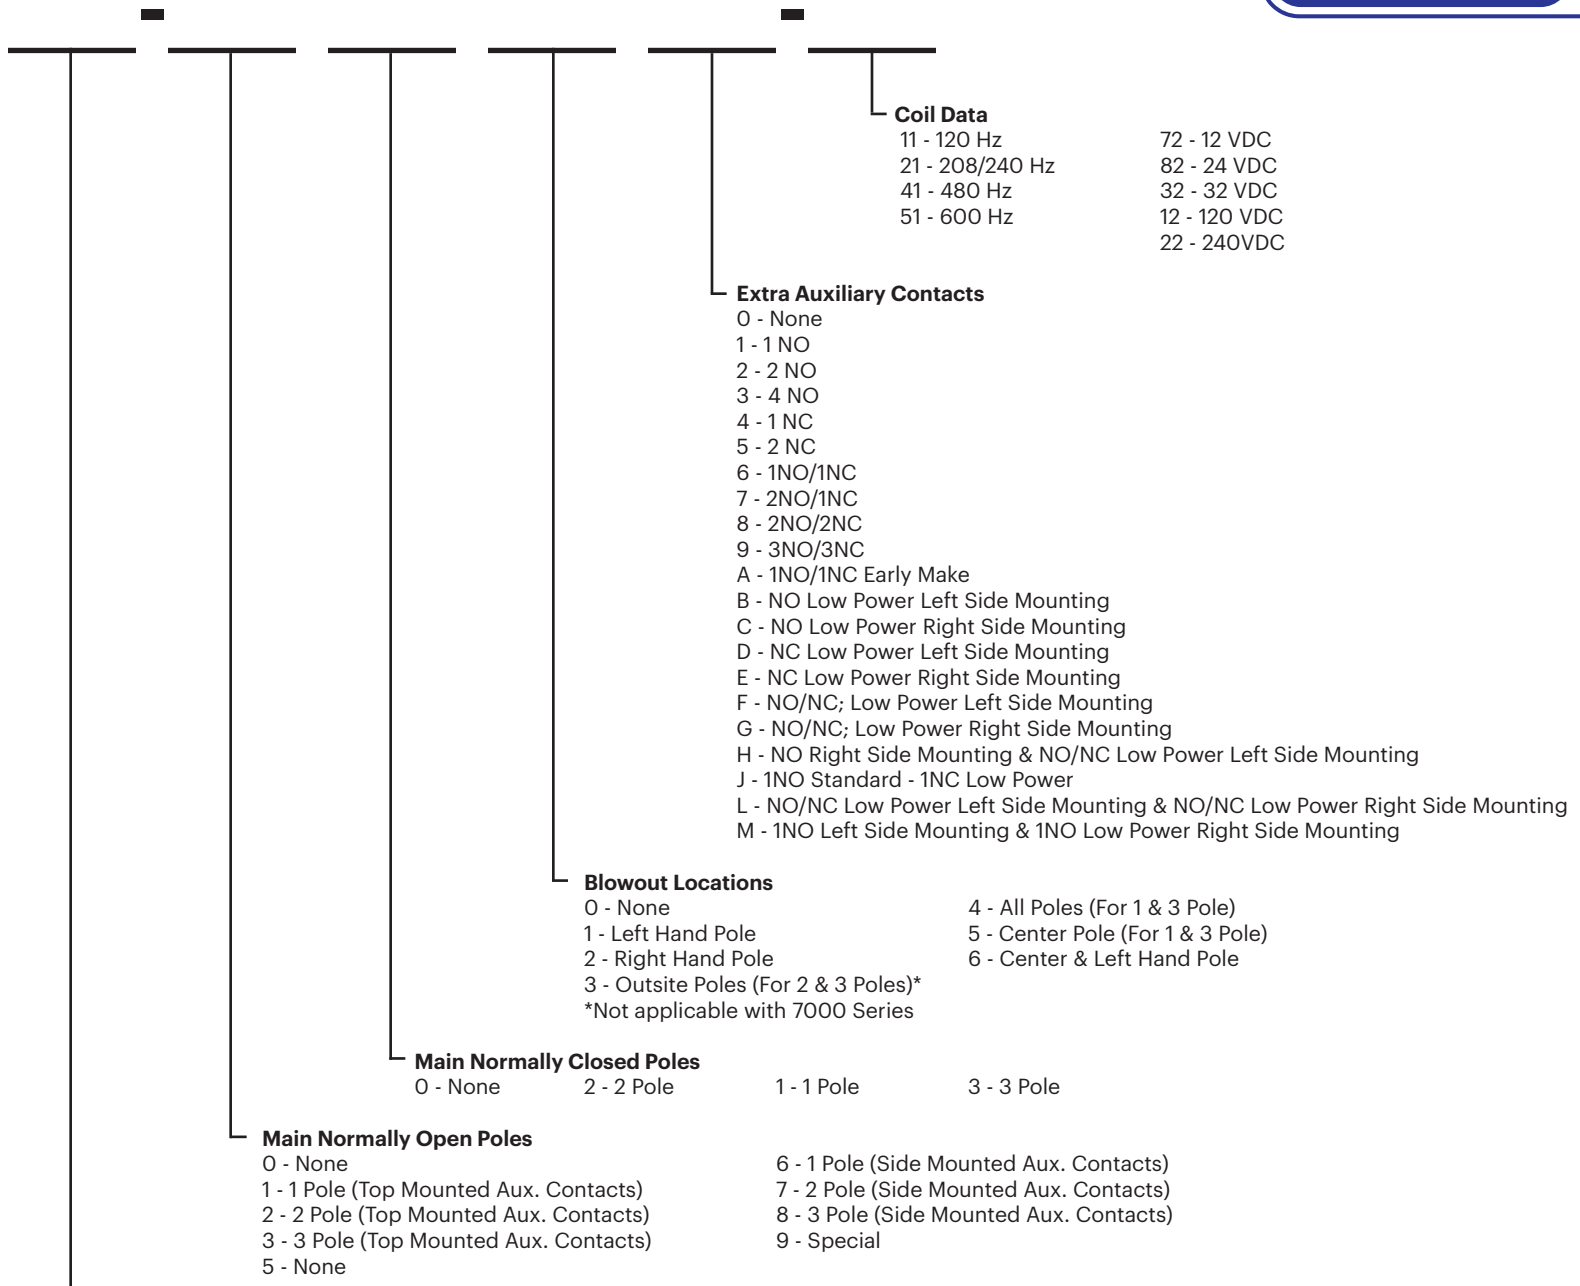 Coil Data
11 - 120 Hz 72 - 12 VDC
21 - 208/240 Hz 82 - 24 VDC
41 - 480 Hz 32 - 32 VDC
51 - 600 Hz 12 - 120 VDC
22 - 240VDC
Extra Auxiliary Contacts
0 - None
1 - 1 NO
2 - 2 NO
3 - 4 NO
4 - 1 NC
5 - 2 NC
6 - 1NO/1NC
7 - 2NO/1NC
8 - 2NO/2NC
9 - 3NO/3NC
A - 1NO/1NC Early Make
B - NO Low Power Left Side Mounting
C - NO Low Power Right Side Mounting
D - NC Low Power Left Side Mounting
E - NC Low Power Right Side Mounting
F - NO/NC; Low Power Left Side Mounting
G - NO/NC; Low Power Right Side Mounting
H - NO Right Side Mounting & NO/NC Low Power Left Side Mounting
J - 1NO Standard - 1NC Low Power
L - NO/NC Low Power Left Side Mounting & NO/NC Low Power Right Side Mounting
M - 1NO Left Side Mounting & 1NO Low Power Right Side Mounting
Blowout Locations
0 - None 4 - All Poles (For 1 & 3 Pole)
1 - Left Hand Pole 5 - Center Pole (For 1 & 3 Pole)
2 - Right Hand Pole 6 - Center & Left Hand Pole
3 - Outsite Poles (For 2 & 3 Poles)*
*Not applicable with 7000 Series
Main Normally Closed Poles
0 - None 2 - 2 Pole 1 - 1 Pole 3 - 3 Pole
Main Normally Open Poles
0 - None 6 - 1 Pole (Side Mounted Aux. Contacts)
1 - 1 Pole (Top Mounted Aux. Contacts) 7 - 2 Pole (Side Mounted Aux. Contacts)
2 - 2 Pole (Top Mounted Aux. Contacts) 8 - 3 Pole (Side Mounted Aux. Contacts)
3 - 3 Pole (Top Mounted Aux. Contacts) 9 - Special
5 - None